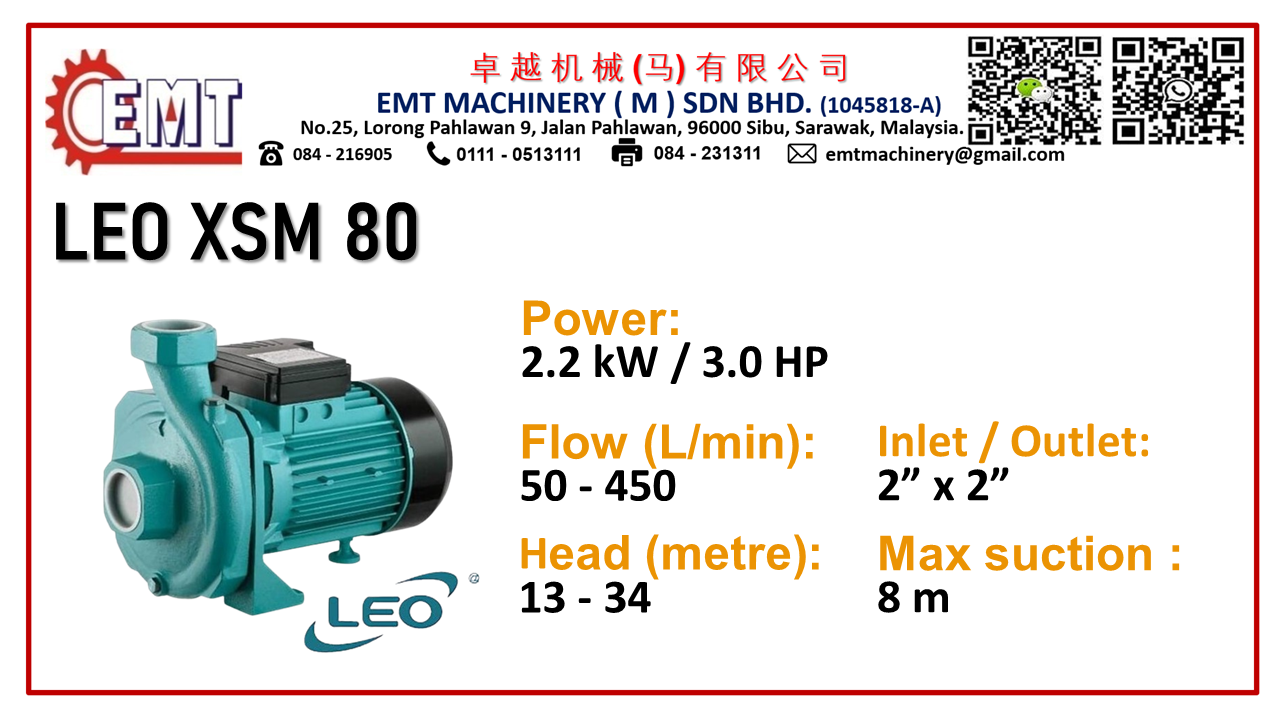 EMT
卓越机械(马)有限公司
EMT MACHINERY ( M ) SDN BHD. (1045818-A)
No.25, Lorong Pahlawan 9, Jalan Pahlawan, 96000 Sibu, Sarawak, Malaysia.
084 - 216905 0111 - 0513111 084 - 231311 emtmachinery@gmail.com
LEO XSM 80
Power:
2.2 kW / 3.0 HP
Flow (L/min): Inlet / Outlet:
50 - 450 2” x 2”
Head (metre): Max suction :
13 - 34 8 m
LEO